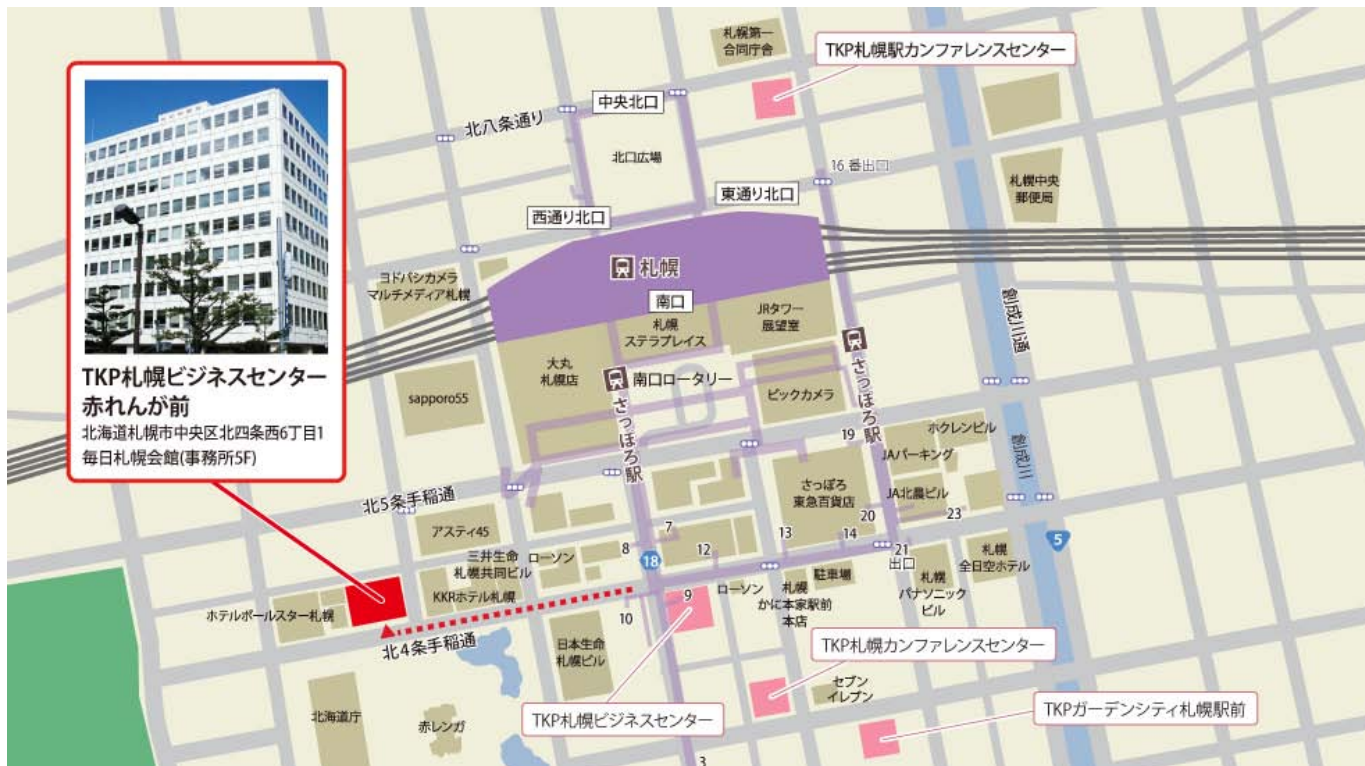 札幌第一
合同庁舎
TKP札幌駅カンファレンスセンター
中央北口
北八条通り
北口広場
16番出口
東通り北口
札幌中央
郵便局
西通り北口
札幌
ヨドバシカメラ
マルチメディア札幌
南口
札幌
ステラプレイス
JRタワー
展望室
創成川通
TKP札幌ビジネスセンター
赤れんが前
北海道札幌市中央区北四条西6丁目1
毎日札幌会館(事務所5F)
大丸
札幌店
南口ロータリー
sapporo55
ビックカメラ
さっぽろ駅
さっぽろ駅
19
ホクレンビル
JAパーキング
創成川
北5条手稲通
さっぽろ
東急百貨店
JA北農ビル
アスティ45
7
20
23
13
14
5
三井生命
札幌共同ビル
ローソン
8
18
12
21
出口
札幌
全日空ホテル
KKRホテル札幌
ローソン
札幌
かに本家駅前
本店
駐車場
札幌
パナソニック
ビル
ホテルポールスター札幌
9
10
北4条手稲通
日本生命
札幌ビル
TKP札幌カンファレンスセンター
セブン
イレブン
北海道庁
赤レンガ
TKP札幌ビジネスセンター
TKPガーデンシティ札幌駅前
3